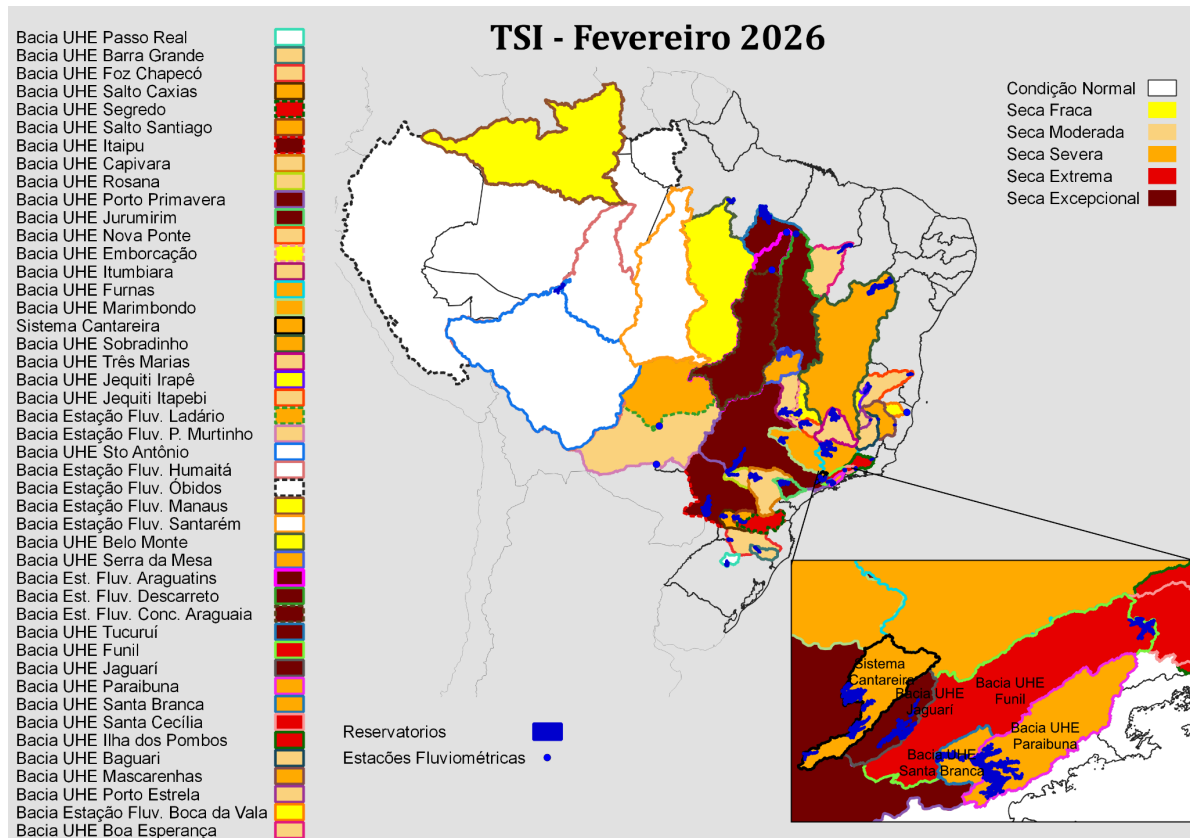 TSI - Fevereiro 2026
Bacia UHE Passo Real
Bacia UHE Barra Grande
Bacia UHE Foz Chapecó
Bacia UHE Salto Caxias
Bacia UHE Segredo
Bacia UHE Salto Santiago
Bacia UHE Itaipu
Bacia UHE Capivara
Bacia UHE Rosana
Bacia UHE Porto Primavera
Bacia UHE Jurumirim
Bacia UHE Nova Ponte
Bacia UHE Emborcação
Bacia UHE Itumbiara
Bacia UHE Furnas
Bacia UHE Marimbondo
Sistema Cantareira
Bacia UHE Sobradinho
Bacia UHE Três Marias
Bacia UHE Jequiti Irapê
Bacia UHE Jequiti Itapebi
Bacia Estação Fluv. Ladário
Bacia Estação Fluv. P. Murtinho
Bacia UHE Sto Antônio
Bacia Estação Fluv. Humaitá
Bacia Estação Fluv. Óbidos
Bacia Estação Fluv. Manaus
Bacia Estação Fluv. Santarém
Bacia UHE Belo Monte
Bacia UHE Serra da Mesa
Bacia Est. Fluv. Araguatins
Bacia Est. Fluv. Descarreto
Bacia Est. Fluv. Conc. Araguaia
Bacia UHE Tucuruí
Bacia UHE Funil
Bacia UHE Jaguarí
Bacia UHE Paraibuna
Bacia UHE Santa Branca
Bacia UHE Santa Cecília
Bacia UHE Ilha dos Pombos
Bacia UHE Baguari
Bacia UHE Mascarenhas
Bacia UHE Porto Estrela
Bacia Estação Fluv. Boca da Vala
Bacia UHE Boa Esperança
Condição Normal
Seca Fraca
Seca Moderada
Seca Severa
Seca Extrema
Seca Excepcional
Reservatorios
Estacões Fluviométricas
Sistema
Cantareira
Bacia UHE
Jaguarí
Bacia UHE
Funil
Bacia UHE
Paraibuna
Bacia UHE
Santa Branca